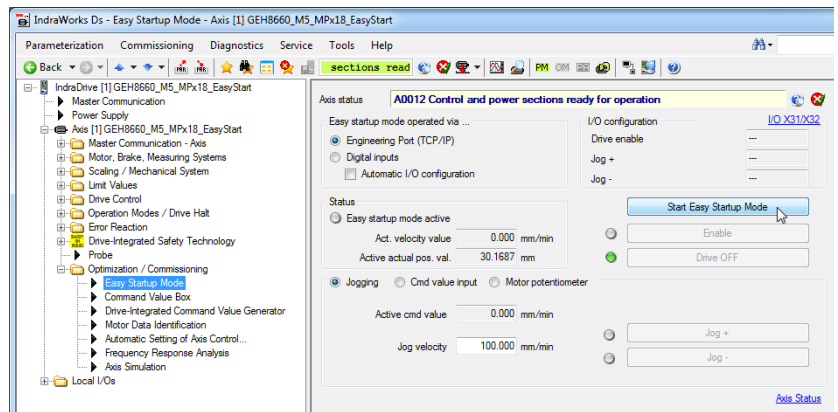 IndraWorks Ds - Easy Startup Mode - Axis [1] GEH8660_M5_MPx18_EasyStart
Parameterization Commissioning Diagnostics Service Tools Help
Back PAR PAR sections read PM OM
IndraDrive [1] GEH8660_M5_MPx18_EasyStart
Master Communication
Power Supply
Axis [1] GEH8660_M5_MPx18_EasyStart
Master Communication - Axis
Motor, Brake, Measuring Systems
Scaling / Mechanical System
Limit Values
Drive Control
Operation Modes / Drive Halt
Error Reaction
Drive-Integrated Safety Technology
Probe
Optimization / Commissioning
Easy Startup Mode
Command Value Box
Drive-Integrated Command Value Generator
Motor Data Identification
Automatic Setting of Axis Control...
Frequency Response Analysis
Axis Simulation
Local I/Os
Axis status A0012 Control and power sections ready for operation
Easy startup mode operated via ...
Engineering Port (TCP/IP)
Digital inputs
Automatic I/O configuration
I/O configuration I/O X31/X32
Drive enable ---
Jog + ---
Jog - ---
Status
Easy startup mode active
Act. velocity value 0.000 mm/min
Active actual pos. val. 30.1687 mm
Start Easy Startup Mode
Enable
Drive OFF
Jogging Cmd value input Motor potentiometer
Active cmd value 0.000 mm/min
Jog velocity 100.000 mm/min
Jog +
Jog -
Axis Status